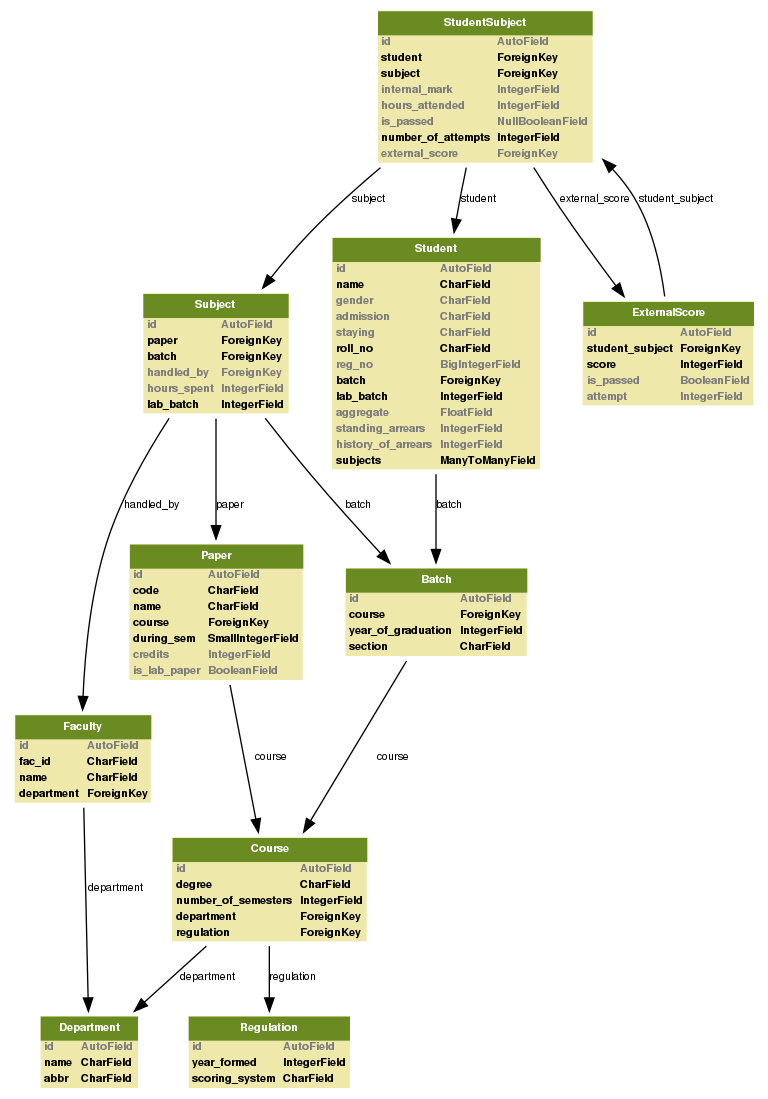 StudentSubject
id AutoField
student ForeignKey
subject ForeignKey
internal_mark IntegerField
hours_attended IntegerField
is_passed NullBooleanField
number_of_attempts IntegerField
external_score ForeignKey
subject
student
external_score
student_subject
Student
id AutoField
name CharField
gender CharField
admission CharField
staying CharField
roll_no CharField
reg_no BigIntegerField
batch ForeignKey
lab_batch IntegerField
aggregate FloatField
standing_arrears IntegerField
history_of_arrears IntegerField
subjects ManyToManyField
Subject
id AutoField
paper ForeignKey
batch ForeignKey
handled_by ForeignKey
hours_spent IntegerField
lab_batch IntegerField
ExternalScore
id AutoField
student_subject ForeignKey
score IntegerField
is_passed BooleanField
attempt IntegerField
handled_by
paper
batch
batch
Paper
id AutoField
code CharField
name CharField
course ForeignKey
during_sem SmallIntegerField
credits IntegerField
is_lab_paper BooleanField
Batch
id AutoField
course ForeignKey
year_of_graduation IntegerField
section CharField
Faculty
id AutoField
fac_id CharField
name CharField
department ForeignKey
course
course
Course
id AutoField
degree CharField
number_of_semesters IntegerField
department ForeignKey
regulation ForeignKey
department
department
regulation
Department
id AutoField
name CharField
abbr CharField
Regulation
id AutoField
year_formed IntegerField
scoring_system CharField